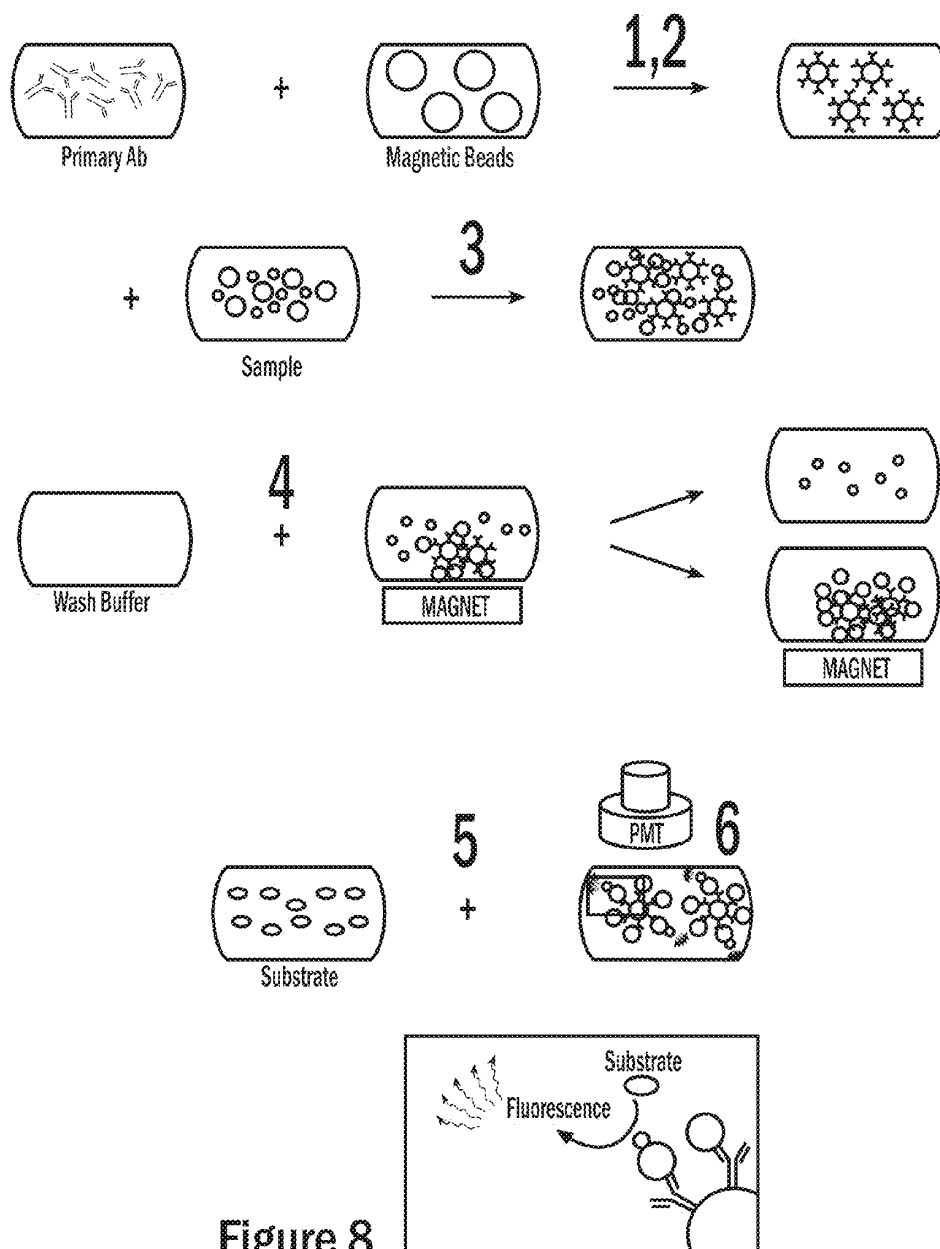 1,2
+
Primary Ab
Magnetic Beads
3
+
Sample
4
+
Wash Buffer
MAGNET
MAGNET
PMT
6
5
+
Substrate
Substrate
Fluorescence
Figure 8